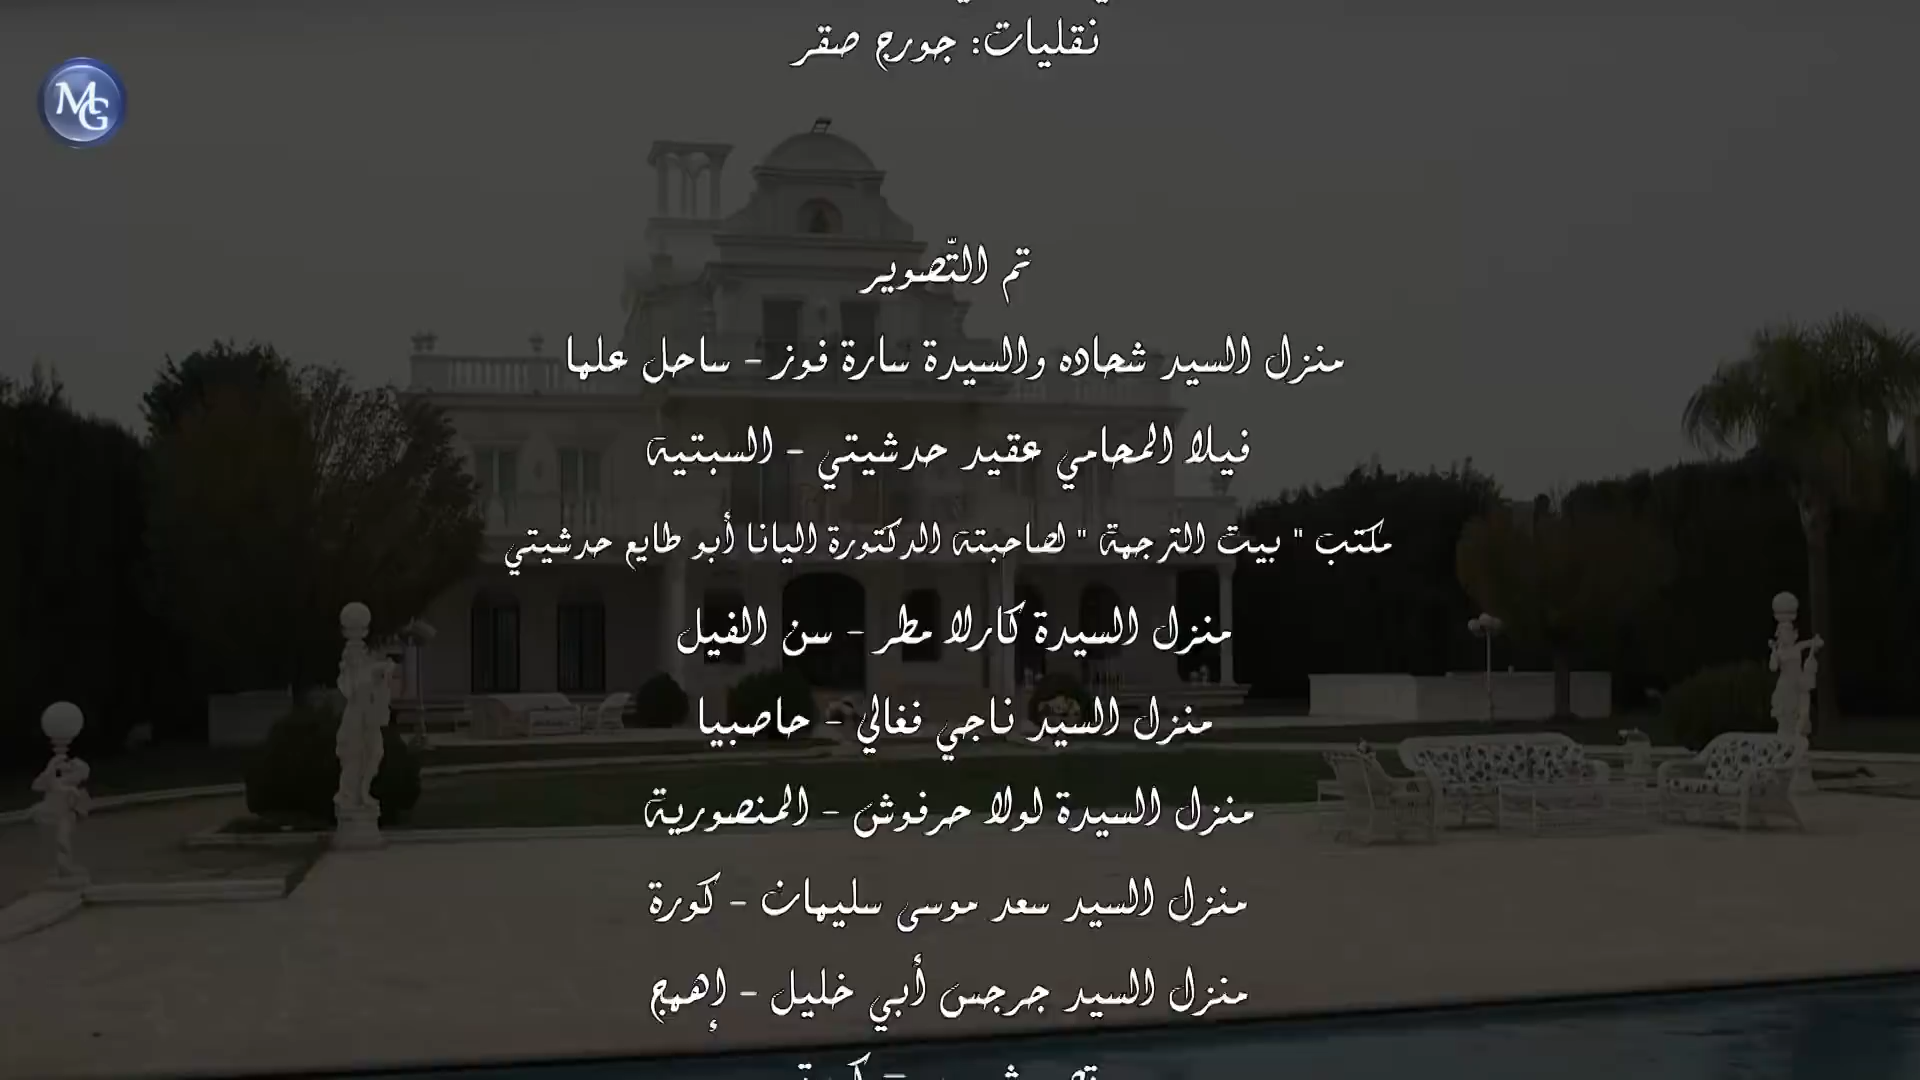 نقليات: جورج صقر
MG
تم التّصوير
منزل السيد شحاده والسيدة سارة فوز - ساحل علما
فيلا المحامي عقيد حدشيتي - السبتية
مكتب " بيت الترجمة " لصاحبته الدكتورة اليانا أبو طايع حدشيتي
منزل السيدة كارلا مطر - سن الفيل
منزل السيد ناجي فغالي - حاصبيا
منزل السيدة لولا حرفوش - المنصورية
منزل السيد سعد موسى سليمان - كورة
منزل السيد جرجس أبي خليل - إهمج